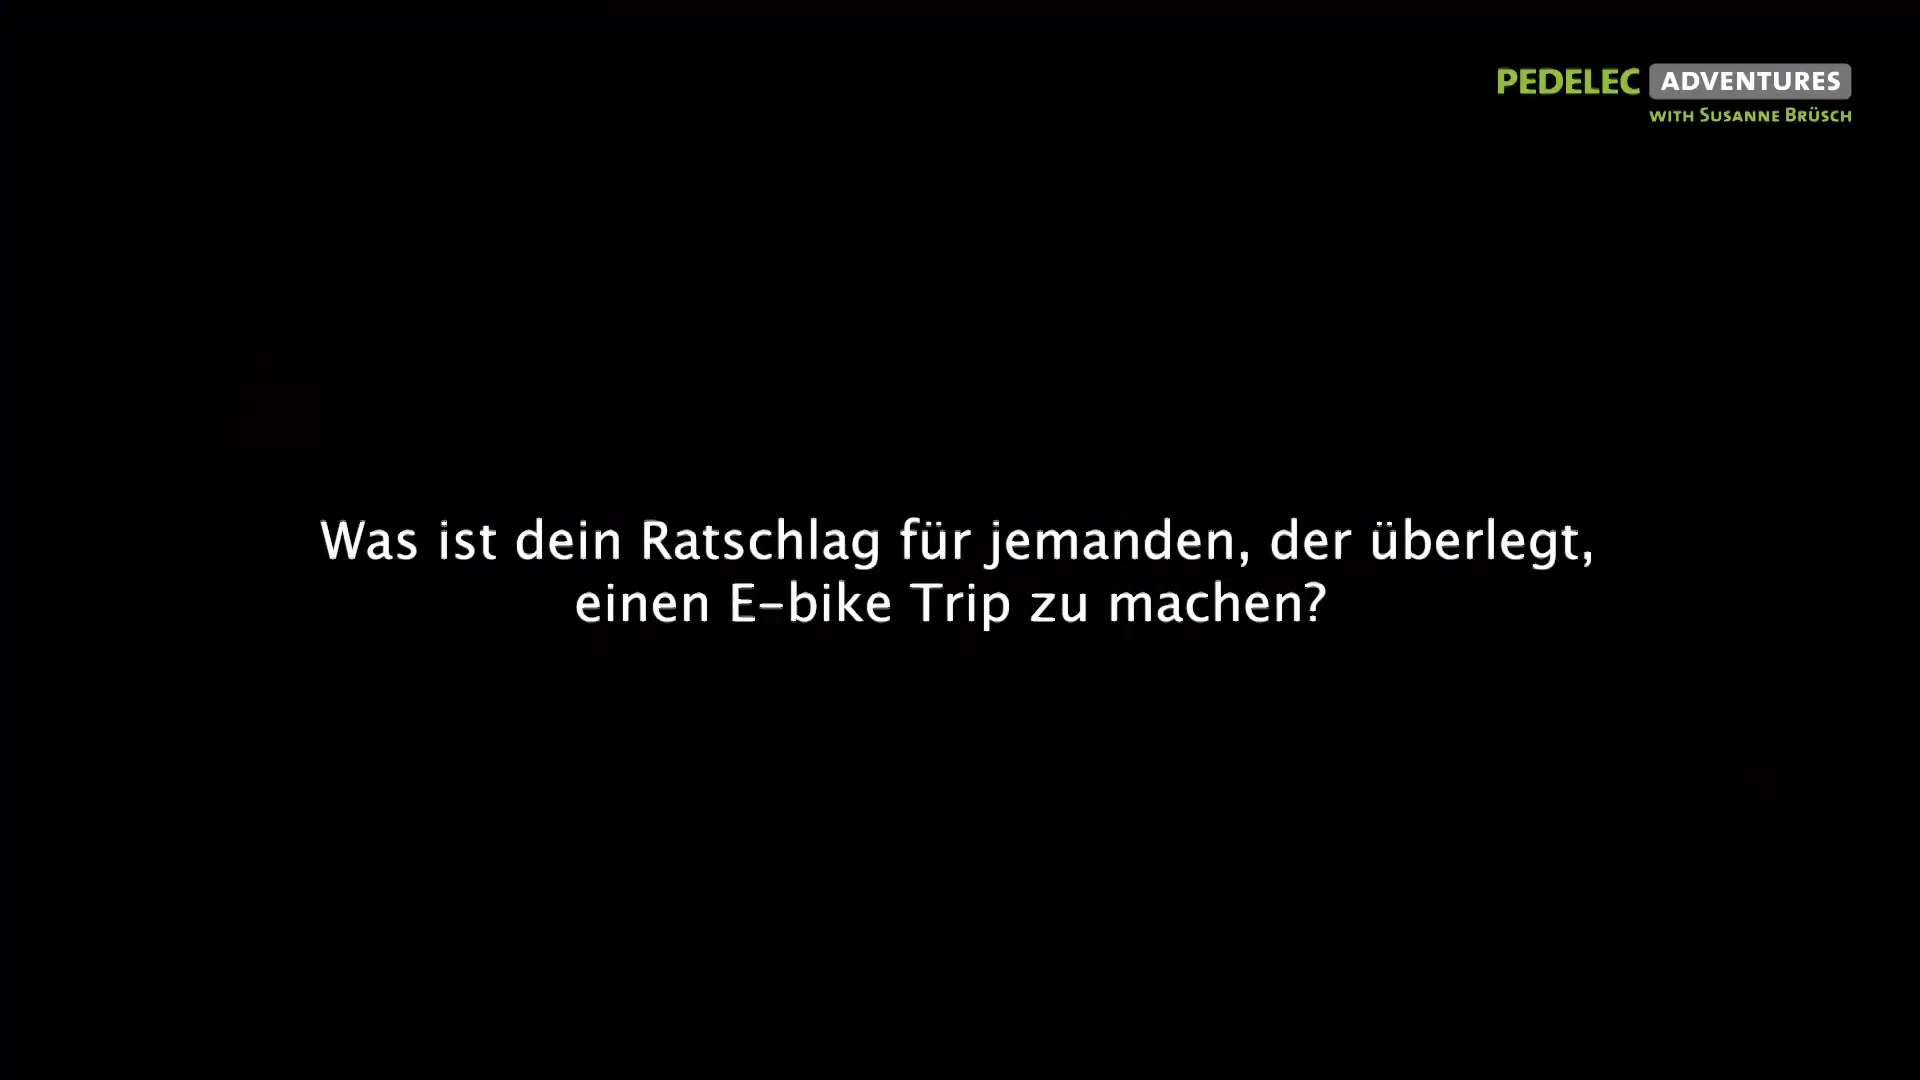 PEDELEC ADVENTURES
WITH SUSANNE BRÜSCH
Was ist dein Ratschlag für jemanden, der überlegt,
einen E-bike Trip zu machen?